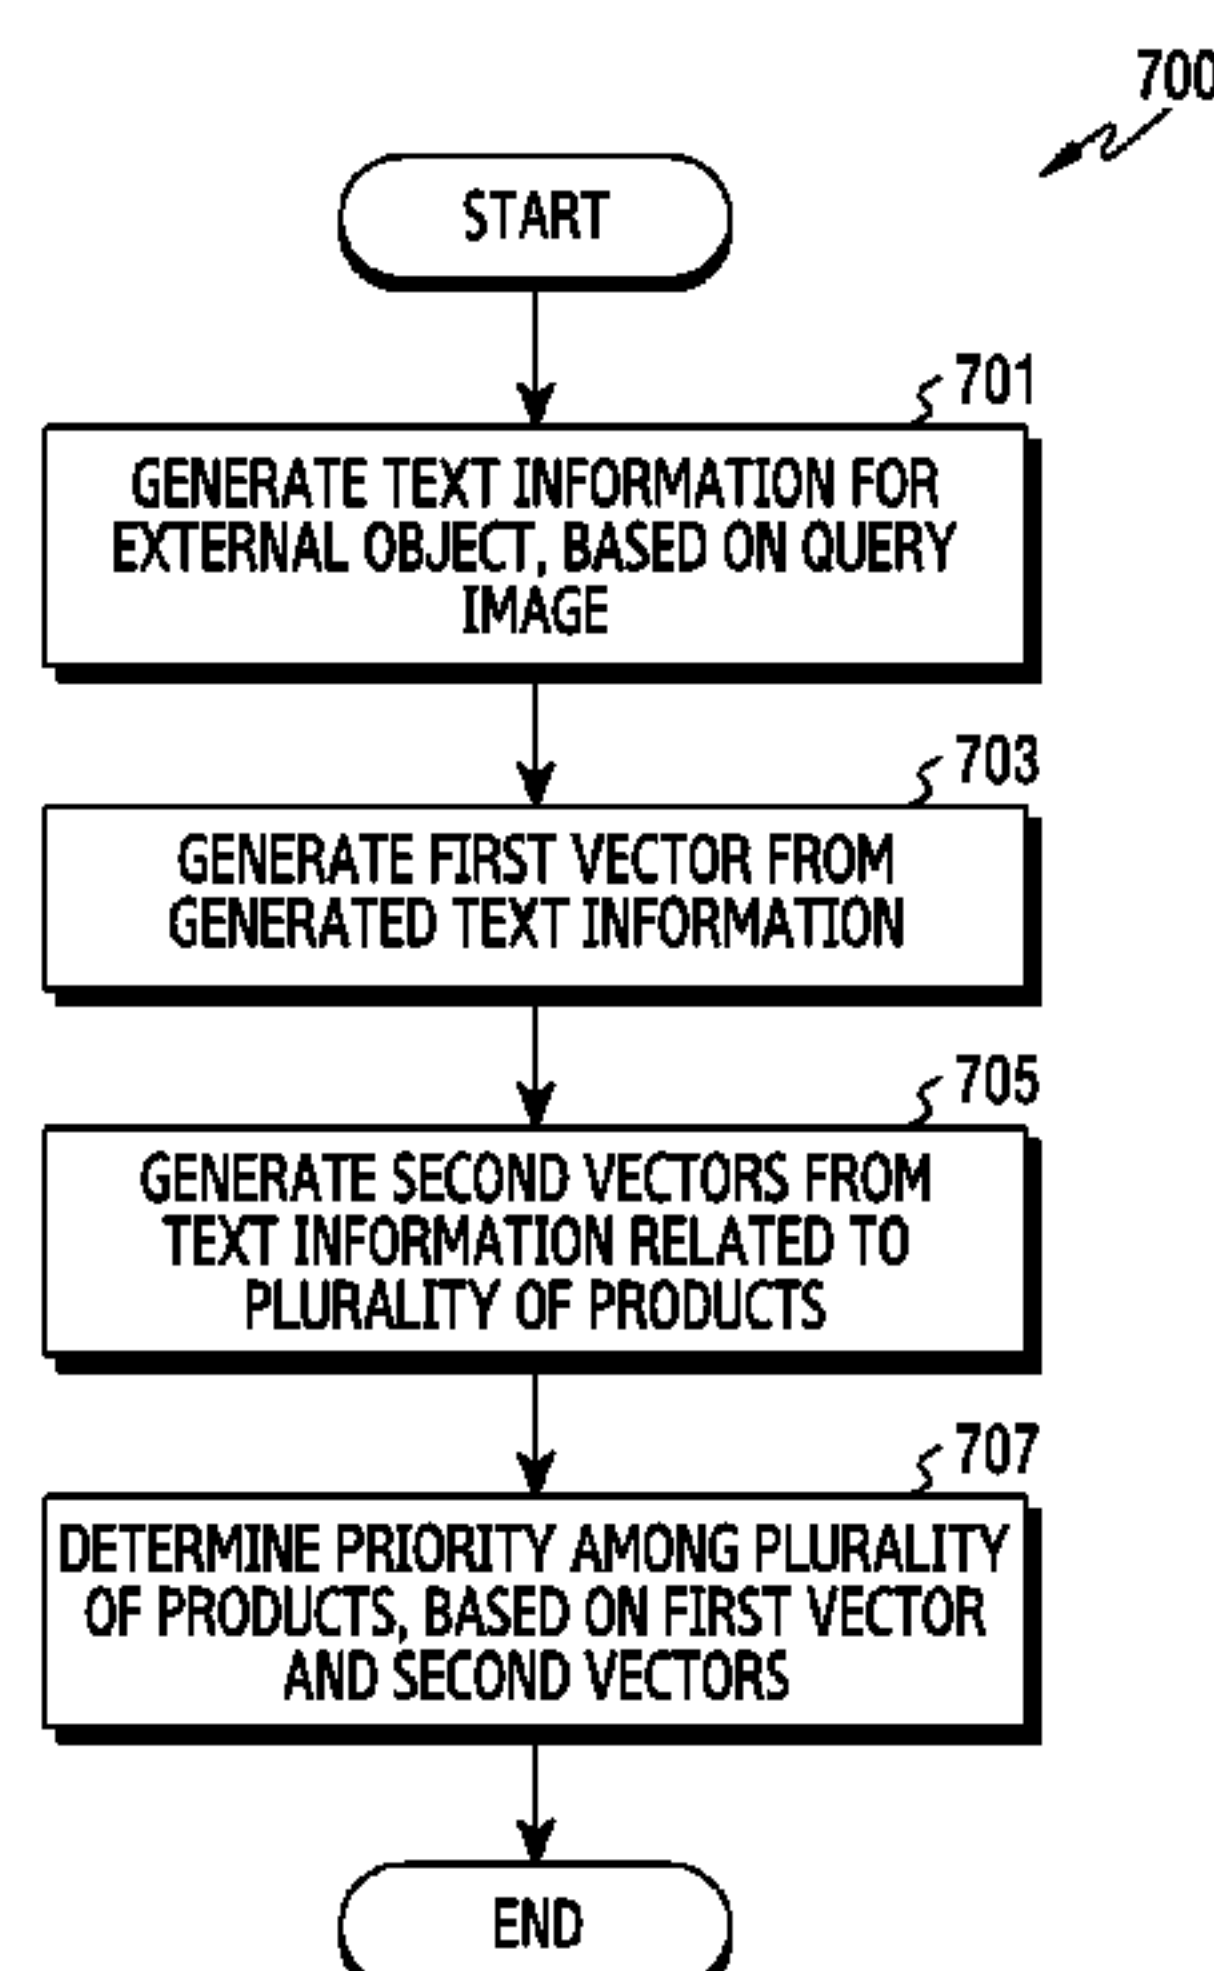 700
START
701
GENERATE TEXT INFORMATION FOR
EXTERNAL OBJECT, BASED ON QUERY
IMAGE
703
GENERATE FIRST VECTOR FROM
GENERATED TEXT INFORMATION
705
GENERATE SECOND VECTORS FROM
TEXT INFORMATION RELATED TO
PLURALITY OF PRODUCTS
707
DETERMINE PRIORITY AMONG PLURALITY
OF PRODUCTS, BASED ON FIRST VECTOR
AND SECOND VECTORS
END